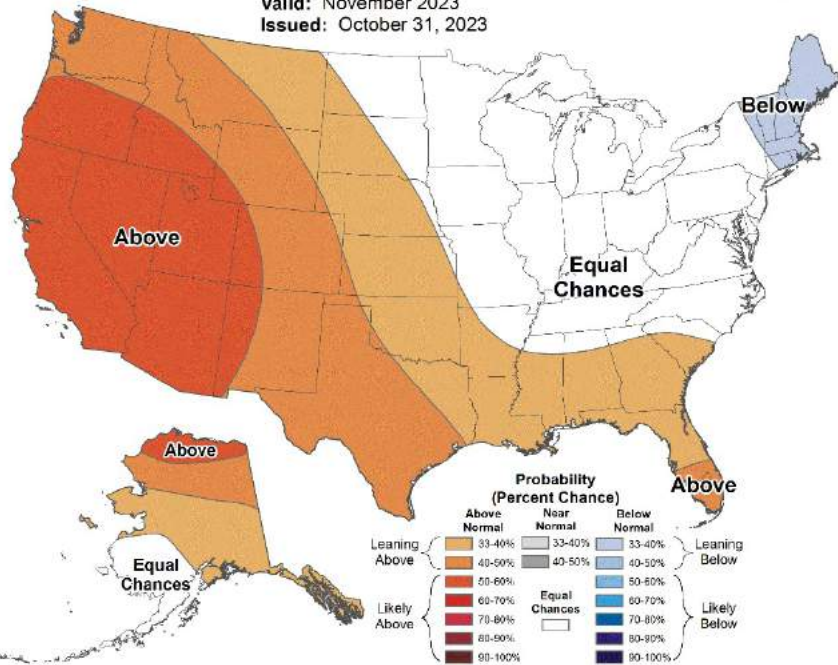 Valid: November 2023
Issued: October 31, 2023
Below
Above
Equal
Chances
Above
Above
Equal
Chances
Probability
(Percent Chance)
Above
Normal
Near
Normal
Below
Normal
Leaning
Above
33-40%
40-50%
33-40%
40-50%
33-40%
40-50%
Leaning
Below
Likely
Above
50-60%
60-70%
70-80%
80-90%
90-100%
Equal
Chances
50-60%
60-70%
70-80%
80-90%
90-100%
Likely
Below